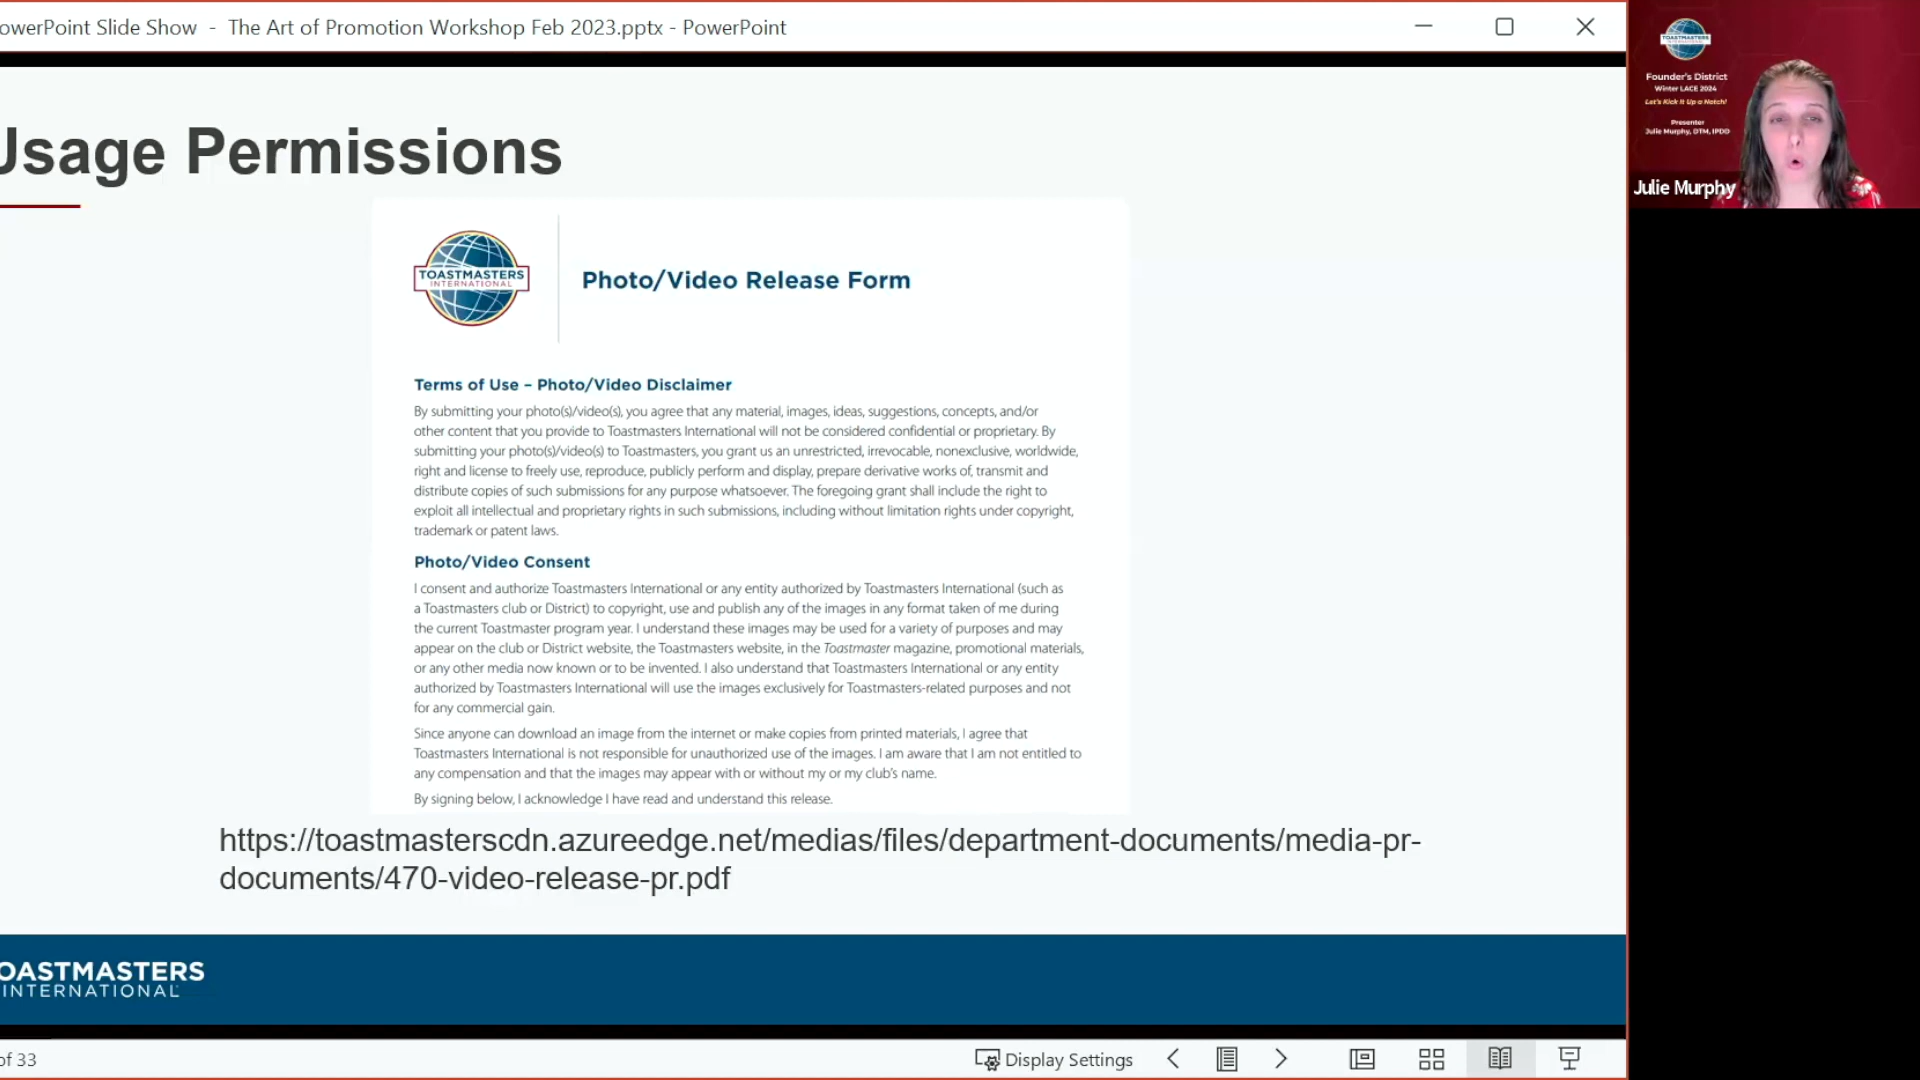 owerPoint Slide Show - The Art of Promotion Workshop Feb 2023.pptx - PowerPoint
Usage Permissions
TOASTMASTERS
INTERNATIONAL
Photo/Video Release Form
Terms of Use – Photo/Video Disclaimer
By submitting your photo(s)/video(s), you agree that any material, images, ideas, suggestions, concepts, and/or
other content that you provide to Toastmasters International will not be considered confidential or proprietary. By
submitting your photo(s)/video(s) to Toastmasters, you grant us an unrestricted, irrevocable, nonexclusive, worldwide,
right and license to freely use, reproduce, publicly perform and display, prepare derivative works of, transmit and
distribute copies of such submissions for any purpose whatsoever. The foregoing grant shall include the right to
exploit all intellectual and proprietary rights in such submissions, including without limitation rights under copyright,
trademark or patent laws.
Photo/Video Consent
I consent and authorize Toastmasters International or any entity authorized by Toastmasters International (such as
a Toastmasters club or District) to copyright, use and publish any of the images in any format taken of me during
the current Toastmaster program year. I understand these images may be used for a variety of purposes and may
appear on the club or District website, the Toastmasters website, in the Toastmaster magazine, promotional materials,
or any other media now known or to be invented. I also understand that Toastmasters International or any entity
authorized by Toastmasters International will use the images exclusively for Toastmasters-related purposes and not
for any commercial gain.
Since anyone can download an image from the internet or make copies from printed materials, I agree that
Toastmasters International is not responsible for unauthorized use of the images. I am aware that I am not entitled to
any compensation and that the images may appear with or without my or my club's name.
By signing below, I acknowledge I have read and understand this release.
https://toastmasterscdn.azureedge.net/medias/files/department-documents/media-pr-
documents/470-video-release-pr.pdf
OASTMASTERS
INTERNATIONAL
of 33
Display Settings
TOASTMASTERS
Founder's District
Winter LACE 2024
Let's Kick It Up a Notch!
Presenter
Julie Murphy, DTM, IPDD
Julie Murphy